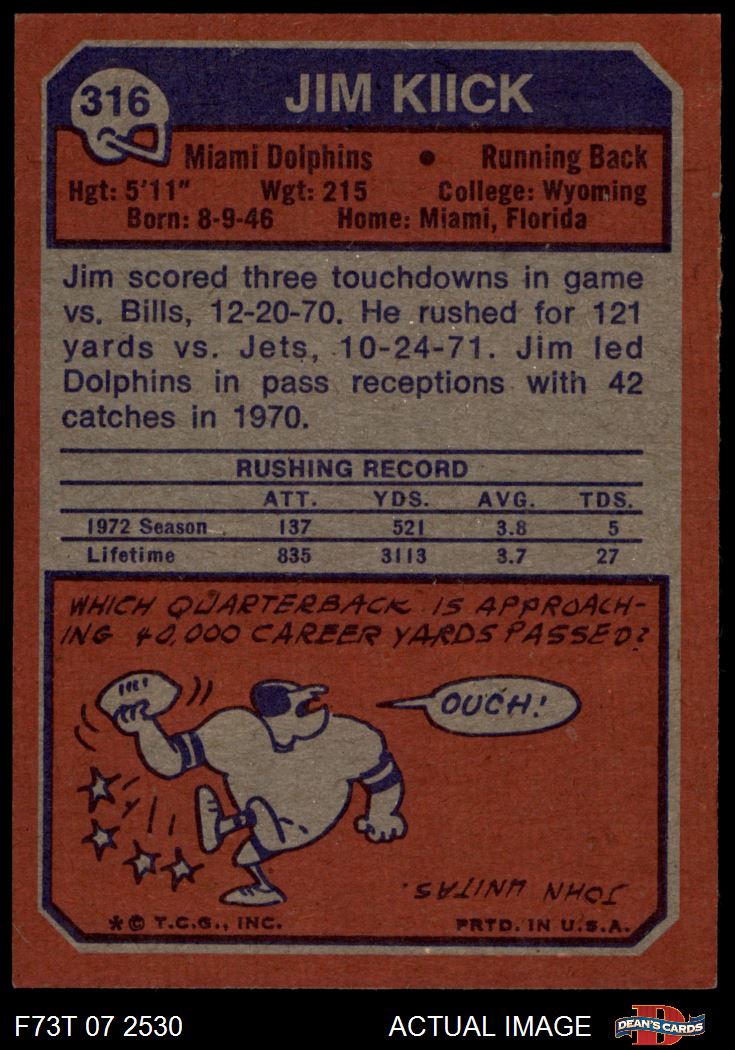 316
JIM KIICK
Miami Dolphins • Running Back
Hgt: 5'11" Wgt: 215 College: Wyoming
Born: 8-9-46 Home: Miami, Florida
Jim scored three touchdowns in game
vs. Bills, 12-20-70. He rushed for 121
yards vs. Jets, 10-24-71. Jim led
Dolphins in pass receptions with 42
catches in 1970.
RUSHING RECORD
ATT. YDS. AVG. TDS.
1972 Season 137 521 3.8 5
Lifetime 835 3113 3.7 27
WHICH QUARTERBACK IS APPROACH-
ING 40,000 CAREER YARDS PASSED?
OUCH!
JOHN UNITAS.
* © T.C.G., INC. PRTD. IN U.S.A.
F73T 07 2530 ACTUAL IMAGE
D
DEAN'S CARDS